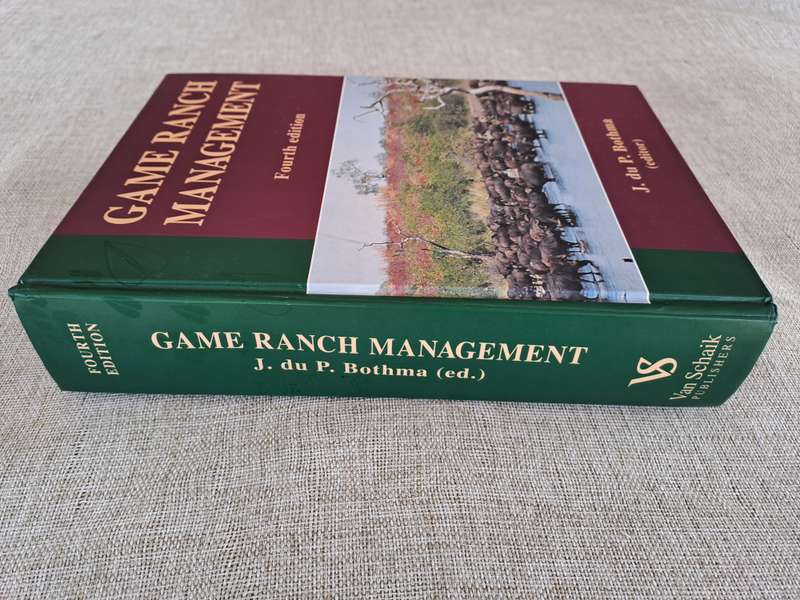 GAME RANCH
MANAGEMENT
Fourth edition
J. du P. Bothma
(editor)
FOURTH
EDITION
GAME RANCH MANAGEMENT
J. du P. Bothma (ed.)
VS
Van Schaik
PUBLISHERS